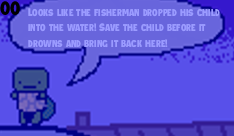 00
LOOKS LIKE THE FISHERMAN DROPPED HIS CHILD
INTO THE WATER! SAVE THE CHILD BEFORE IT
DROWNS AND BRING IT BACK HERE!